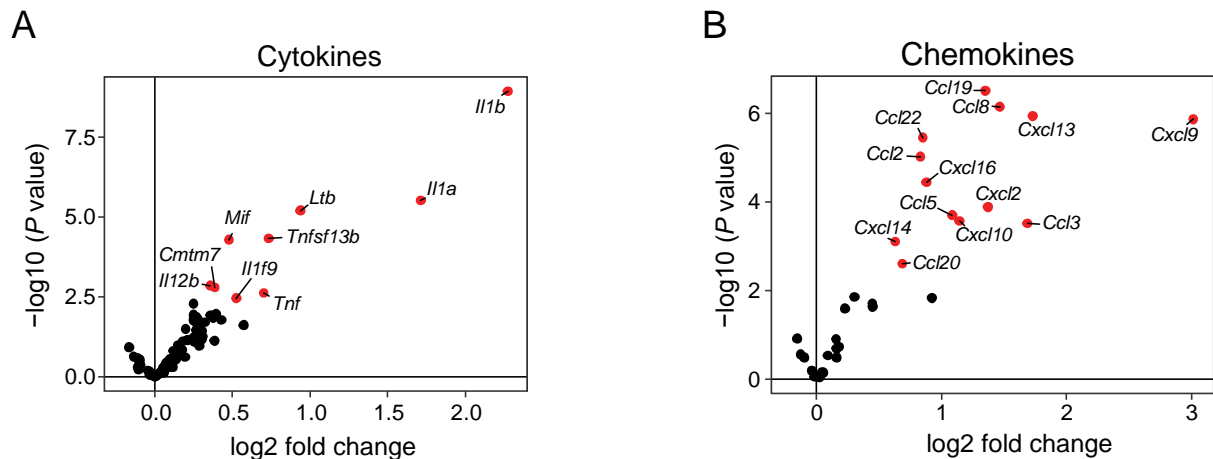 A
Cytokines
Il1b
7.5
Il1a
Ltb
5.0
Mif
Tnfsf13b
Cmtm7
Il1f9
Il12b
2.5
Tnf
0.0
0.0 0.5 1.0 1.5 2.0
log2 fold change
−log10 (P value)
B
Chemokines
Ccl19
6
Ccl8
Ccl22
Cxcl13
Cxcl9
Ccl2
Cxcl16
4
Cxcl2
Ccl5
Cxcl14
Cxcl10
Ccl3
Ccl20
2
0
0 1 2 3
log2 fold change
−log10 (P value)